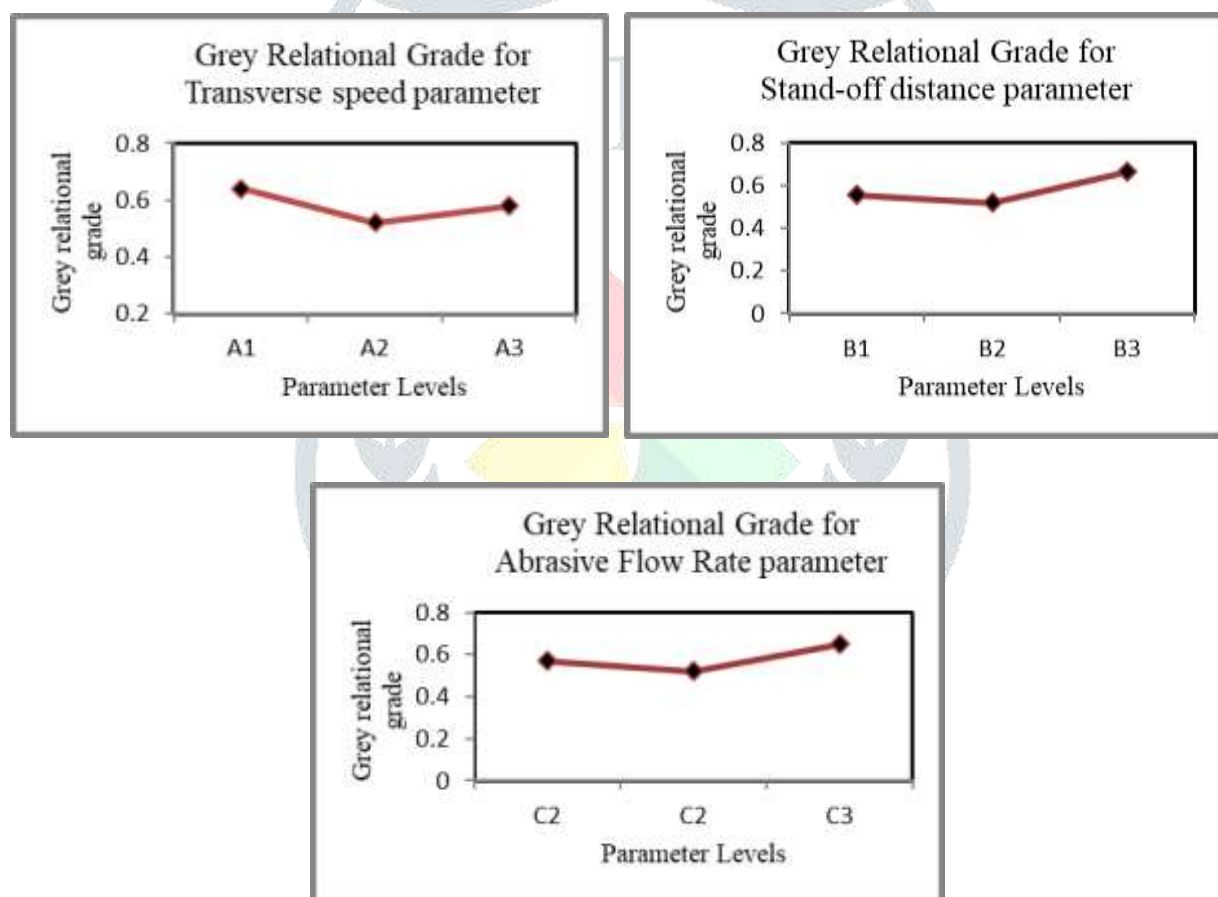 Grey Relational Grade for
Transverse speed parameter
Grey relational
grade
0.8
0.6
0.4
0.2
A1 A2 A3
Parameter Levels
Grey Relational Grade for
Stand-off distance parameter
Grey relational
grade
0.8
0.6
0.4
0.2
0
B1 B2 B3
Parameter Levels
Grey Relational Grade for
Abrasive Flow Rate parameter
Grey relational
grade
0.8
0.6
0.4
0.2
0
C2 C2 C3
Parameter Levels